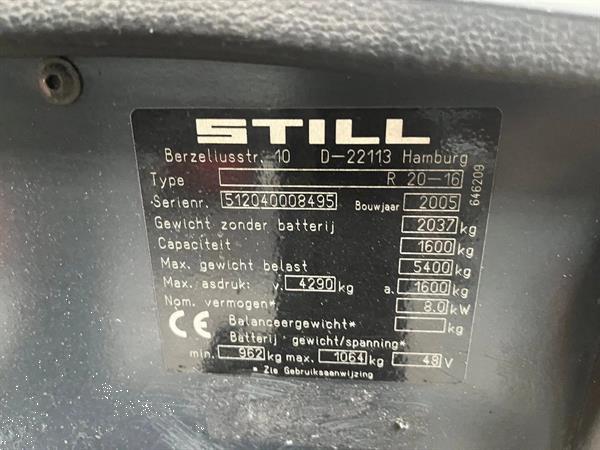 STILL
Berzeliusstr. 10 D-22113 Hamburg
Type R 20-16
Serienr. 512040008495 Bouwjaar 2005
Gewicht zonder batterij 2037 kg
Capaciteit 1600 kg
Max. gewicht belast 5400 kg
Max. asdruk: v. 4290 kg a. 1600 kg
Nom. vermogen* 8.0 kW
CE Balanceergewicht* kg
Batterij gewicht/spanning*
min. 962 kg max. 1064 kg 48 V
* Zie Gebruiksaanwijzing
646209